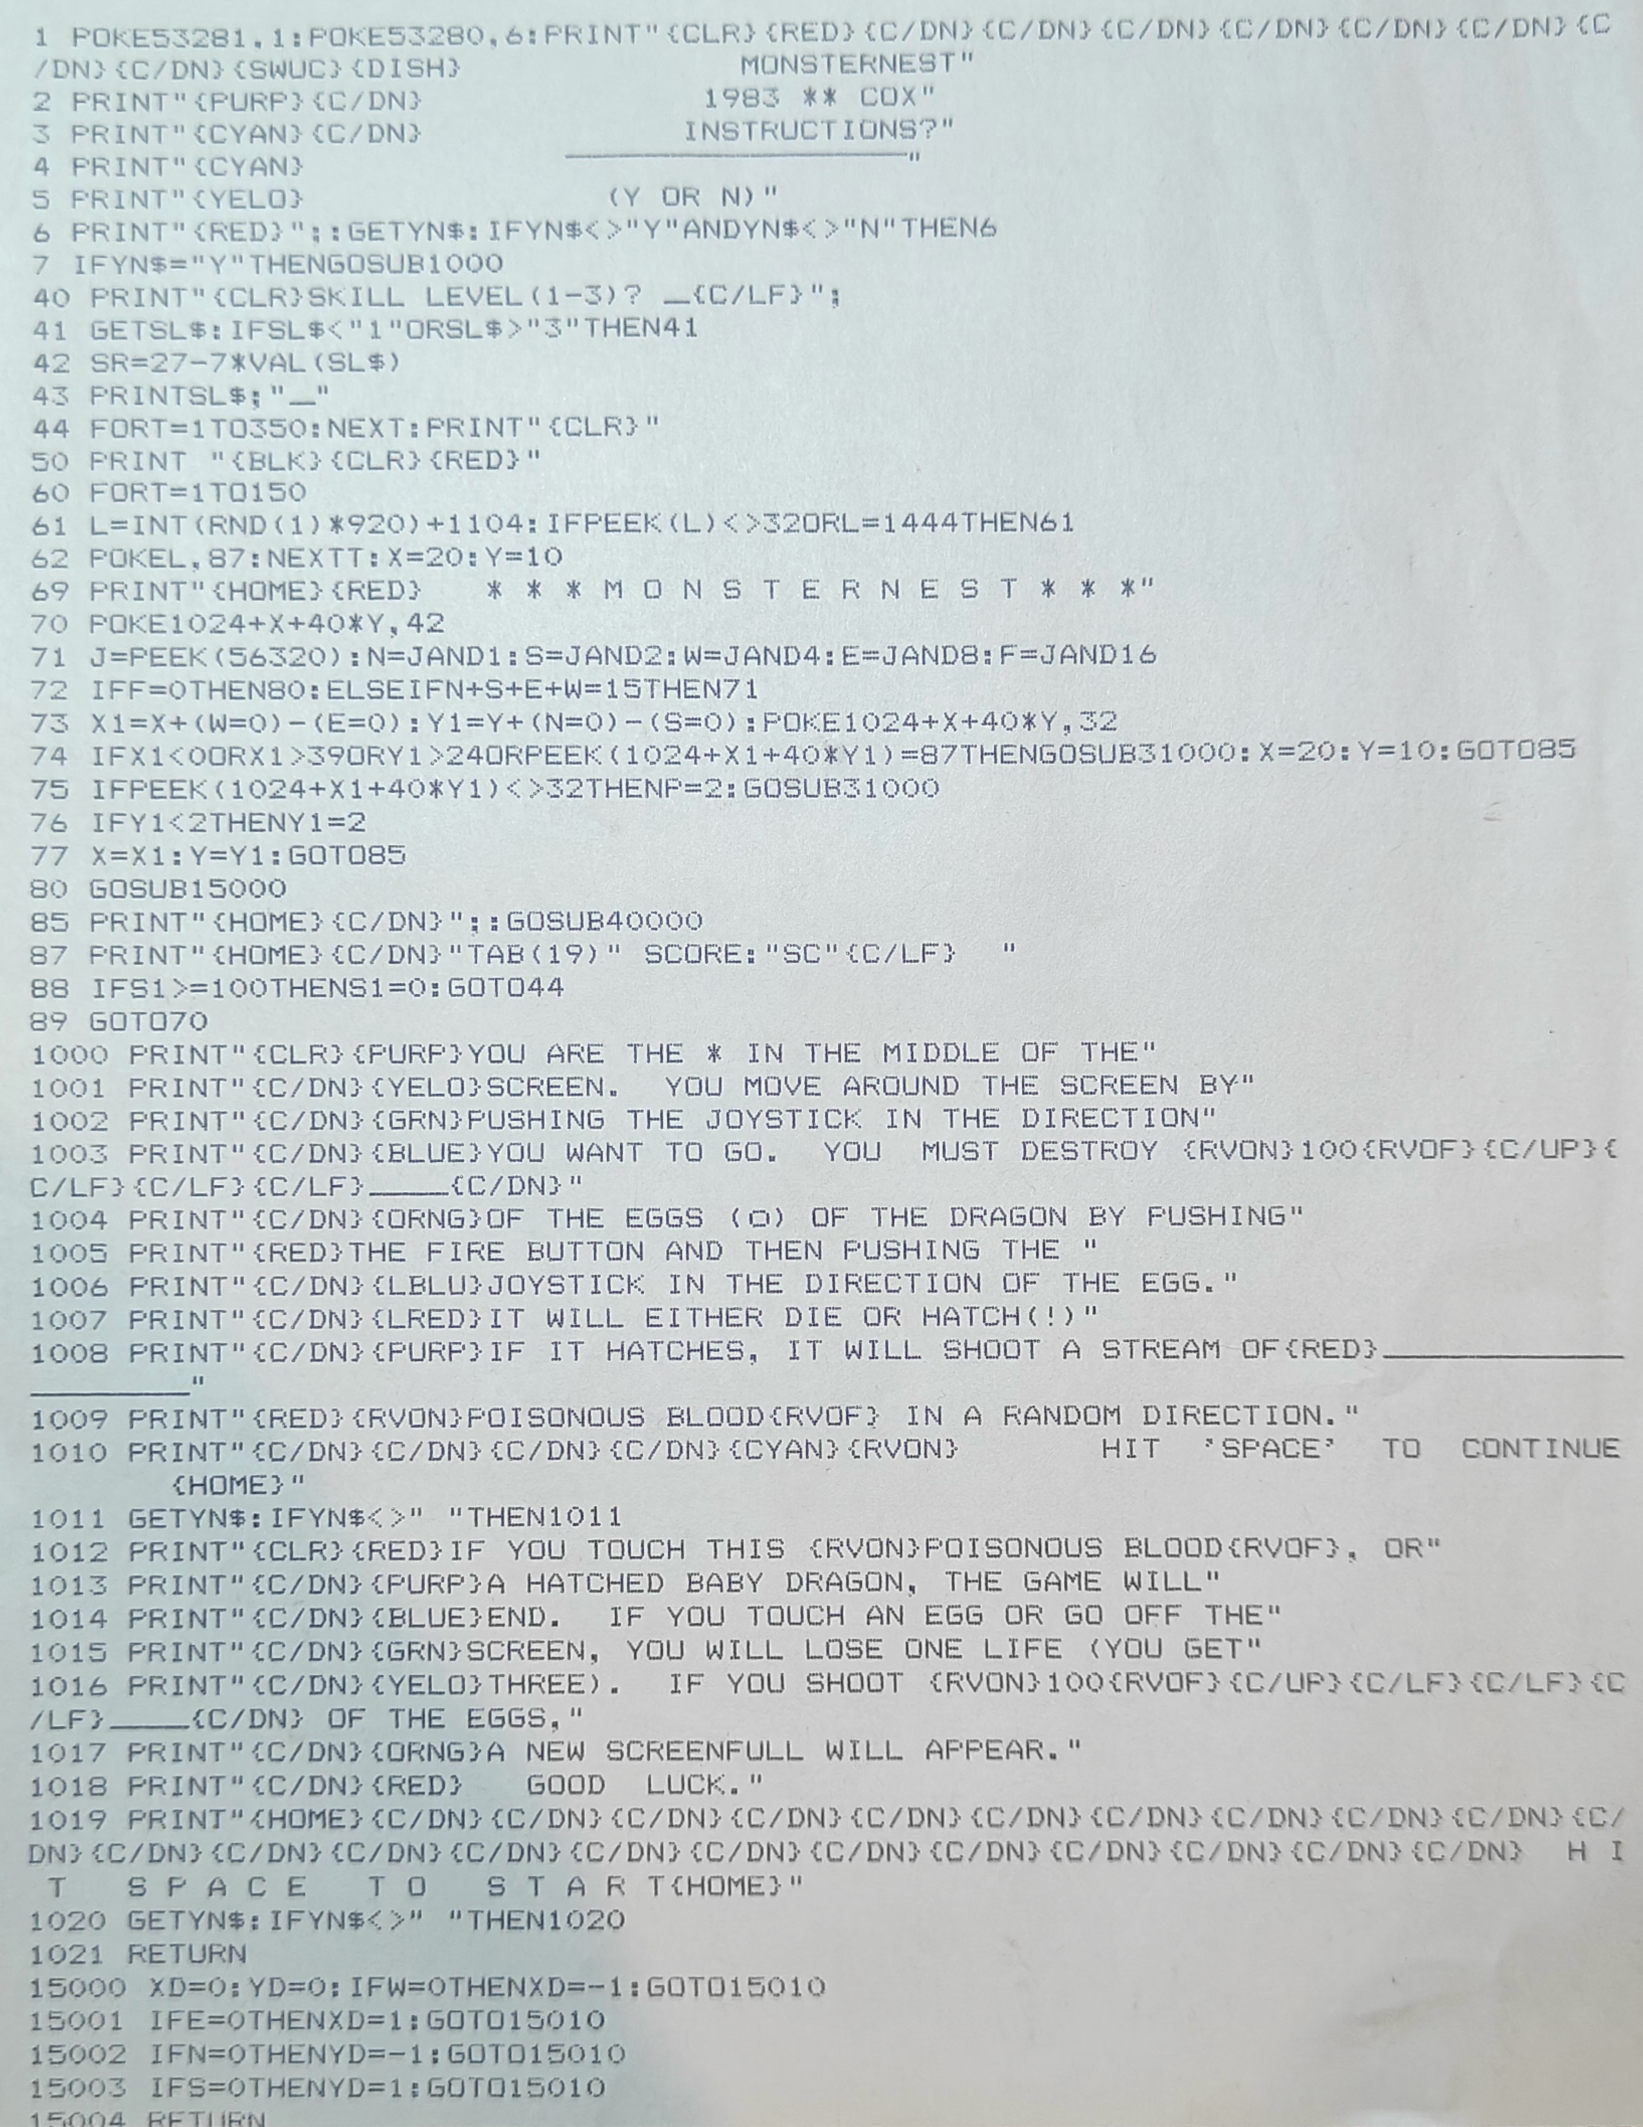 1 POKE53281,1:POKE53280,6:PRINT"{CLR}{RED}{C/DN}{C/DN}{C/DN}{C/DN}{C/DN}{C/DN}{C
/DN}{C/DN}{SWUC}{DISH}              MONSTERNEST"
2 PRINT"{PURP}{C/DN}              1983 ** COX"
3 PRINT"{CYAN}{C/DN}             INSTRUCTIONS?"
4 PRINT"{CYAN}             _________________"
5 PRINT"{YELO}               (Y OR N)"
6 PRINT"{RED}";:GETYN$:IFYN$<>"Y"ANDYN$<>"N"THEN6
7 IFYN$="Y"THENGOSUB1000
40 PRINT"{CLR}SKILL LEVEL(1-3)? _{C/LF}";
41 GETSL$:IFSL$<"1"ORSL$>"3"THEN41
42 SR=27-7*VAL(SL$)
43 PRINTSL$;"_"
44 FORT=1TO350:NEXT:PRINT"{CLR}"
50 PRINT "{BLK}{CLR}{RED}"
60 FORT=1TO150
61 L=INT(RND(1)*920)+1104:IFPEEK(L)<>32ORL=1444THEN61
62 POKEL,87:NEXTT:X=20:Y=10
69 PRINT"{HOME}{RED}   * * * M O N S T E R N E S T * * *"
70 POKE1024+X+40*Y,42
71 J=PEEK(56320):N=JAND1:S=JAND2:W=JAND4:E=JAND8:F=JAND16
72 IFF=0THEN80:ELSEIFN+S+E+W=15THEN71
73 X1=X+(W=0)-(E=0):Y1=Y+(N=0)-(S=0):POKE1024+X+40*Y,32
74 IFX1<0ORX1>39ORY1>24ORPEEK(1024+X1+40*Y1)=87THENGOSUB31000:X=20:Y=10:GOTO85
75 IFPEEK(1024+X1+40*Y1)<>32THENP=2:GOSUB31000
76 IFY1<2THENY1=2
77 X=X1:Y=Y1:GOTO85
80 GOSUB15000
85 PRINT"{HOME}{C/DN}";:GOSUB40000
87 PRINT"{HOME}{C/DN}"TAB(19)" SCORE:"SC"{C/LF}  "
88 IFS1>=100THENS1=0:GOTO44
89 GOTO70
1000 PRINT"{CLR}{PURP}YOU ARE THE * IN THE MIDDLE OF THE"
1001 PRINT"{C/DN}{YELO}SCREEN.  YOU MOVE AROUND THE SCREEN BY"
1002 PRINT"{C/DN}{GRN}PUSHING THE JOYSTICK IN THE DIRECTION"
1003 PRINT"{C/DN}{BLUE}YOU WANT TO GO.  YOU  MUST DESTROY {RVON}100{RVOF}{C/UP}{
C/LF}{C/LF}{C/LF}____{C/DN}"
1004 PRINT"{C/DN}{ORNG}OF THE EGGS (O) OF THE DRAGON BY PUSHING"
1005 PRINT"{RED}THE FIRE BUTTON AND THEN PUSHING THE "
1006 PRINT"{C/DN}{LBLU}JOYSTICK IN THE DIRECTION OF THE EGG."
1007 PRINT"{C/DN}{LRED}IT WILL EITHER DIE OR HATCH(!)"
1008 PRINT"{C/DN}{PURP}IF IT HATCHES, IT WILL SHOOT A STREAM OF{RED}____________
________"
1009 PRINT"{RED}{RVON}POISONOUS BLOOD{RVOF} IN A RANDOM DIRECTION."
1010 PRINT"{C/DN}{C/DN}{C/DN}{C/DN}{CYAN}{RVON}       HIT  'SPACE'  TO  CONTINUE
       {HOME}"
1011 GETYN$:IFYN$<>" "THEN1011
1012 PRINT"{CLR}{RED}IF YOU TOUCH THIS {RVON}POISONOUS BLOOD{RVOF}, OR"
1013 PRINT"{C/DN}{PURP}A HATCHED BABY DRAGON, THE GAME WILL"
1014 PRINT"{C/DN}{BLUE}END.  IF YOU TOUCH AN EGG OR GO OFF THE"
1015 PRINT"{C/DN}{GRN}SCREEN, YOU WILL LOSE ONE LIFE (YOU GET"
1016 PRINT"{C/DN}{YELO}THREE).  IF YOU SHOOT {RVON}100{RVOF}{C/UP}{C/LF}{C/LF}{C
/LF}____{C/DN} OF THE EGGS,"
1017 PRINT"{C/DN}{ORNG}A NEW SCREENFULL WILL APPEAR."
1018 PRINT"{C/DN}{RED}   GOOD  LUCK."
1019 PRINT"{HOME}{C/DN}{C/DN}{C/DN}{C/DN}{C/DN}{C/DN}{C/DN}{C/DN}{C/DN}{C/DN}{C/
DN}{C/DN}{C/DN}{C/DN}{C/DN}{C/DN}{C/DN}{C/DN}{C/DN}{C/DN}{C/DN}{C/DN}{C/DN}  H I
 T   S P A C E   T O   S T A R T{HOME}"
1020 GETYN$:IFYN$<>" "THEN1020
1021 RETURN
15000 XD=0:YD=0:IFW=0THENXD=-1:GOTO15010
15001 IFE=0THENXD=1:GOTO15010
15002 IFN=0THENYD=-1:GOTO15010
15003 IFS=0THENYD=1:GOTO15010
15004 RETURN